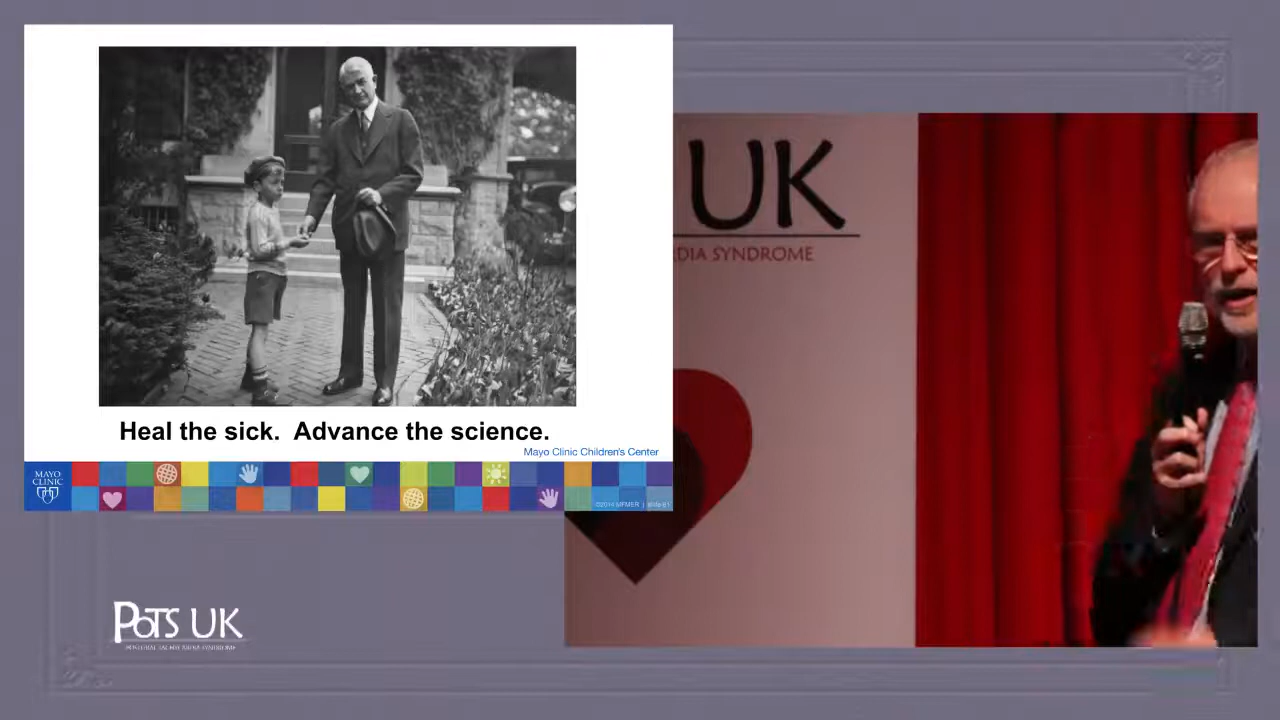 Heal the sick.  Advance the science.
Mayo Clinic Children's Center
MAYO
CLINIC
UK
DIA SYNDROME
PoTS UK